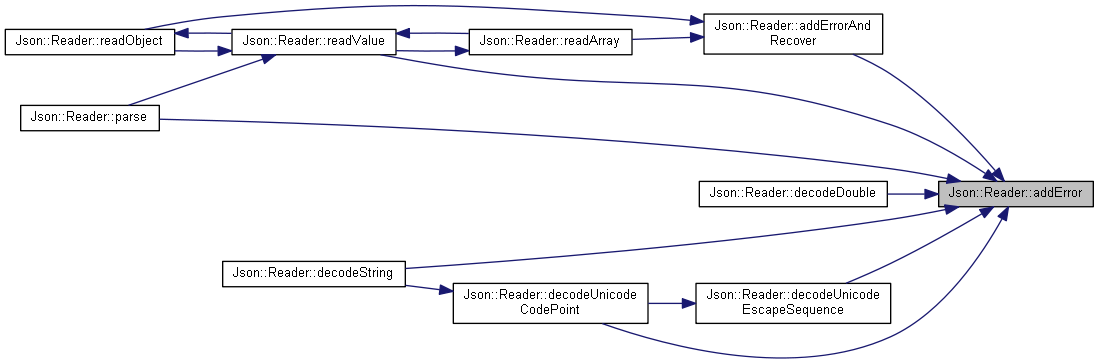 Json::Reader::readObject
Json::Reader::readValue
Json::Reader::readArray
Json::Reader::addErrorAnd
Recover
Json::Reader::parse
Json::Reader::decodeDouble
Json::Reader::addError
Json::Reader::decodeString
Json::Reader::decodeUnicode
CodePoint
Json::Reader::decodeUnicode
EscapeSequence